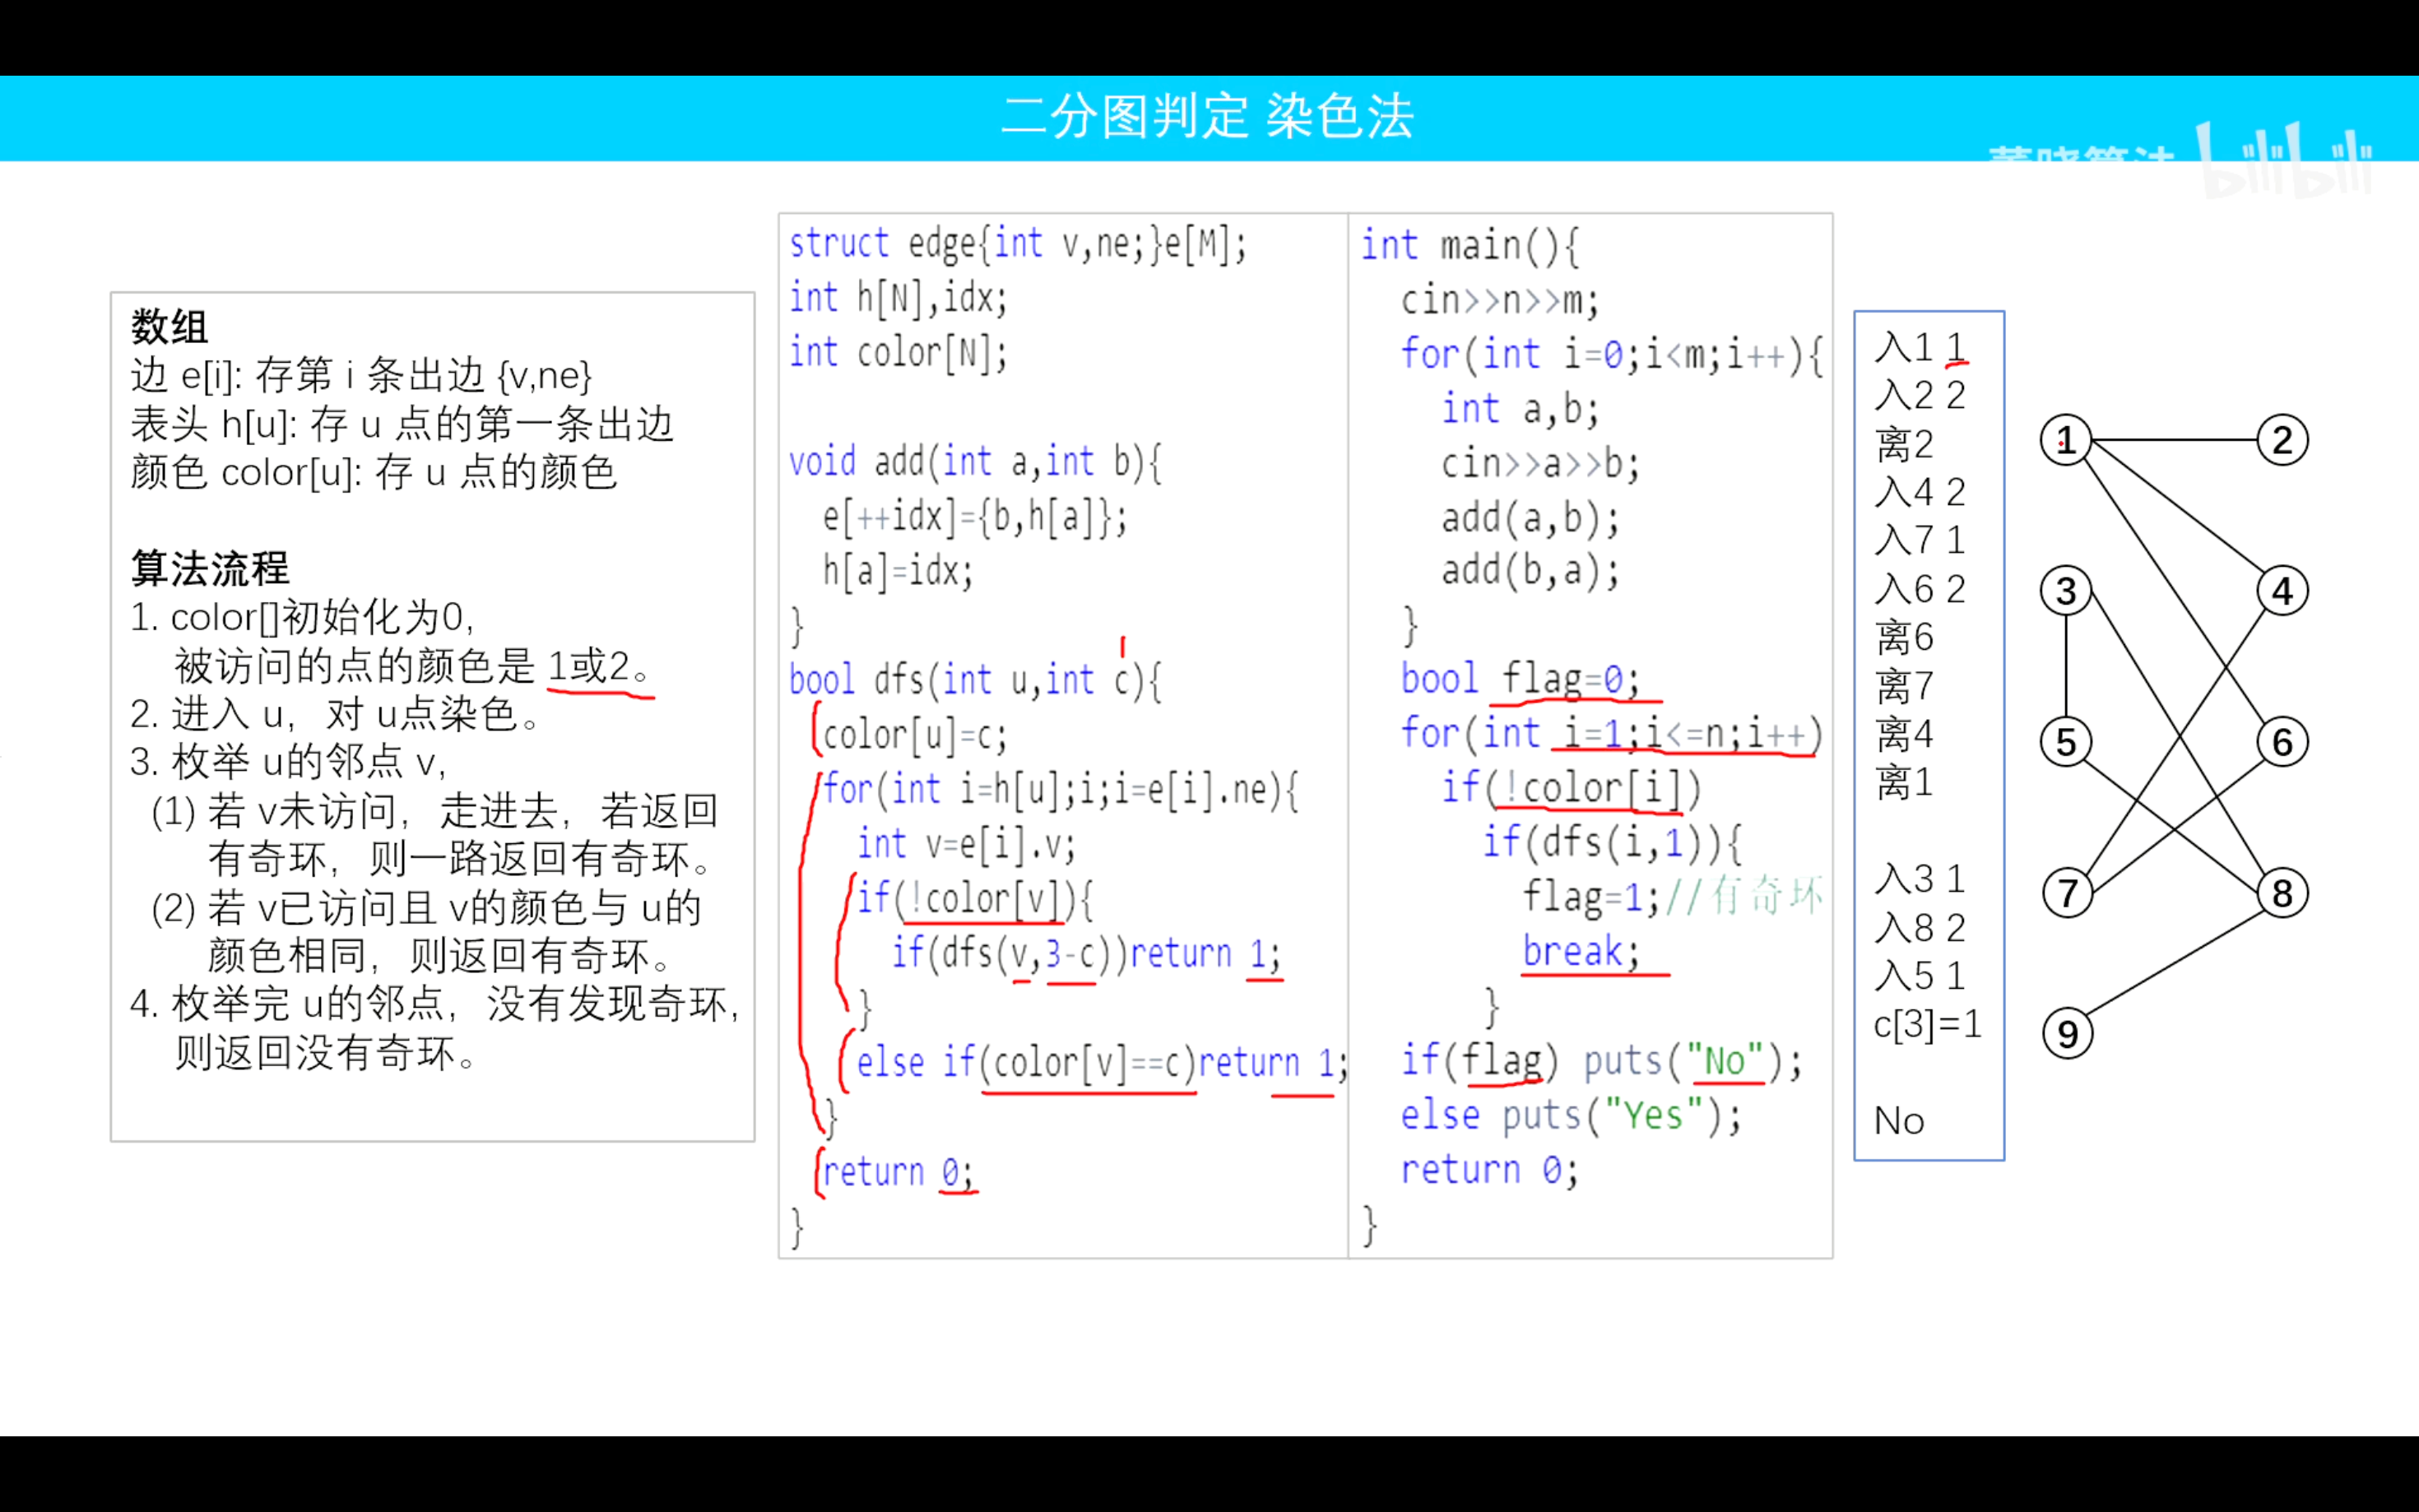 二分图判定 染色法
bilibili
数组
边 e[i]: 存第 i 条出边 {v,ne}
表头 h[u]: 存 u 点的第一条出边
颜色 color[u]: 存 u 点的颜色
算法流程
1. color[]初始化为0,
被访问的点的颜色是 1或2。
2. 进入 u，对 u点染色。
3. 枚举 u的邻点 v,
(1) 若 v未访问，走进去，若返回
有奇环，则一路返回有奇环。
(2) 若 v已访问且 v的颜色与 u的
颜色相同，则返回有奇环。
4. 枚举完 u的邻点，没有发现奇环,
则返回没有奇环。
struct edge{int v,ne;}e[M];
int h[N],idx;
int color[N];
void add(int a,int b){
e[++idx]={b,h[a]};
h[a]=idx;
}
bool dfs(int u,int c){
color[u]=c;
for(int i=h[u];i;i=e[i].ne){
int v=e[i].v;
if(!color[v]){
if(dfs(v,3-c))return 1;
}
else if(color[v]==c)return 1;
}
return 0;
}
int main(){
cin>>n>>m;
for(int i=0;i<m;i++){
int a,b;
cin>>a>>b;
add(a,b);
add(b,a);
}
bool flag=0;
for(int i=1;i<=n;i++)
if(!color[i])
if(dfs(i,1)){
flag=1;//有奇环
break;
}
if(flag) puts("No");
else puts("Yes");
return 0;
}
入1 1
入2 2
离2
入4 2
入7 1
入6 2
离6
离7
离4
离1
入3 1
入8 2
入5 1
c[3]=1
No
1
2
3
4
5
6
7
8
9